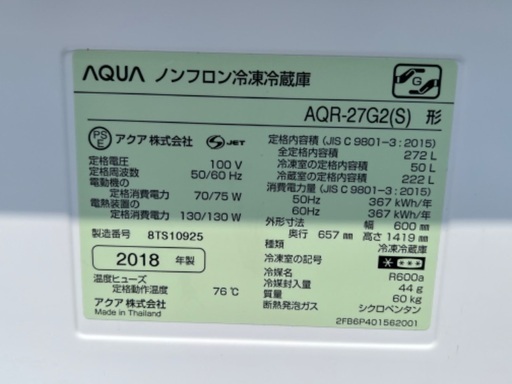 AQUA ノンフロン冷凍冷蔵庫
G
AQR-27G2(S) 形
PS E アクア株式会社 S JET
定格電圧 100 V
定格周波数 50/60 Hz
電動機の
定格消費電力 70/75 W
電熱装置の
定格消費電力 130/130 W
製造番号 8TS10925
2018 年製
温度ヒューズ
定格動作温度 76℃
アクア株式会社
Made in Thailand
定格内容積 (JIS C 9801-3:2015)
全定格内容積 272 L
冷凍室の定格内容積 50 L
冷蔵室の定格内容積 222 L
消費電力量 (JIS C 9801-3:2015)
50Hz 367 kWh/年
60Hz 367 kWh/年
外形寸法 幅 600 mm
奥行 657 mm 高さ 1419 mm
種類 冷凍冷蔵庫
冷凍室の記号
冷媒名 R600a
冷媒封入量 44 g
質量 60 kg
断熱発泡ガス シクロペンタン
2FB6P401562001